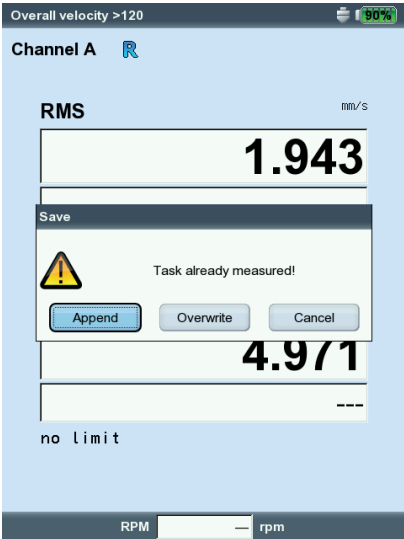 Overall velocity >120 90%
Channel A R
RMS mm/s
1.943
Save
Task already measured!
Append Overwrite Cancel
4.971
---
no limit
RPM — rpm